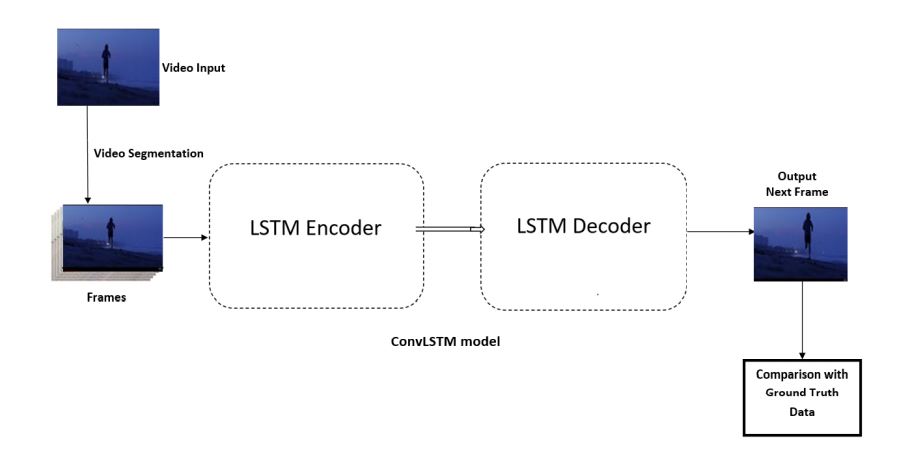 Video Input
Video Segmentation
Frames
LSTM Encoder
LSTM Decoder
ConvLSTM model
Output
Next Frame
Comparison with
Ground Truth
Data